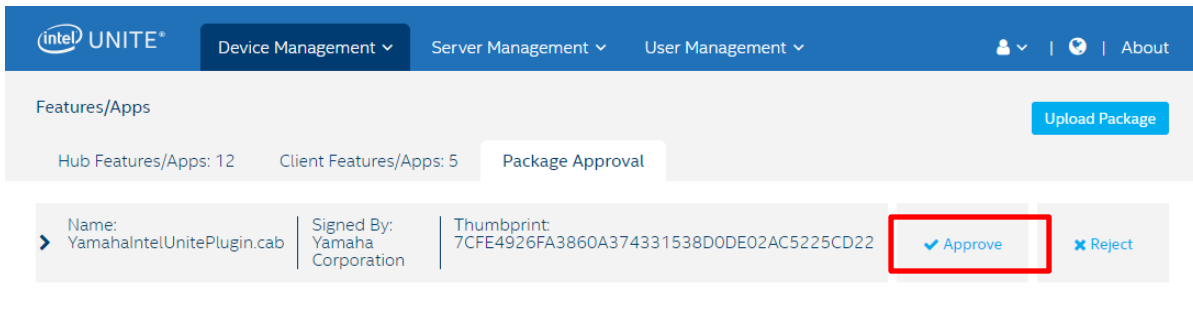 intel UNITE®
Device Management
Server Management
User Management
|
|
About
Features/Apps
Upload Package
Hub Features/Apps: 12
Client Features/Apps: 5
Package Approval
Name:
YamahaIntelUnitePlugin.cab
Signed By:
Yamaha
Corporation
Thumbprint:
7CFE4926FA3860A374331538D0DE02AC5225CD22
Approve
Reject